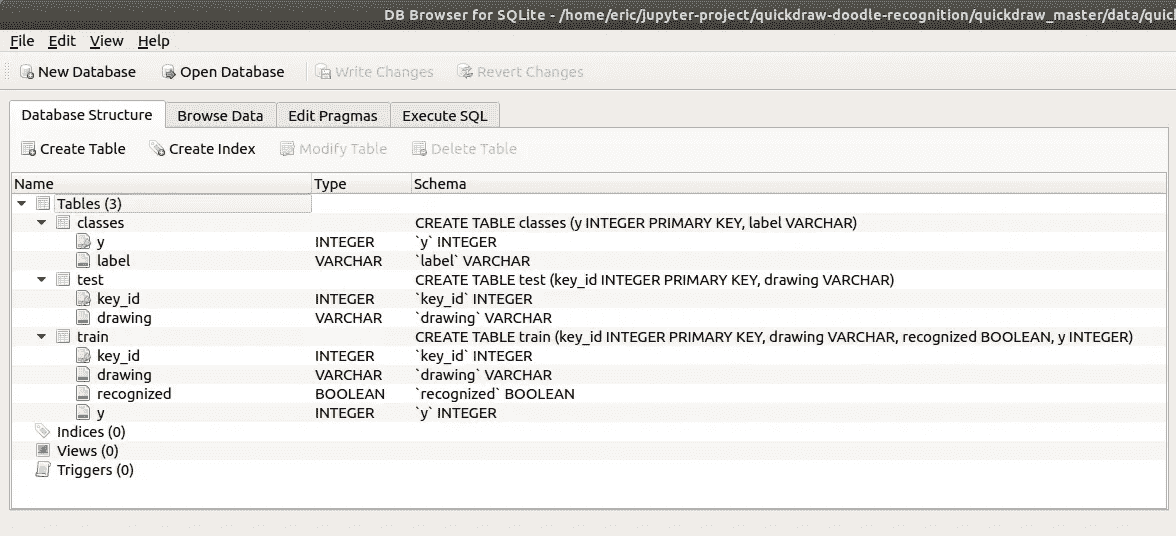 DB Browser for SQLite - /home/eric/jupyter-project/quickdraw-doodle-recognition/quickdraw_master/data/quic
File Edit View Help
New Database Open Database Write Changes Revert Changes
Database Structure Browse Data Edit Pragmas Execute SQL
Create Table Create Index Modify Table Delete Table
Name Type Schema
Tables (3)
classes CREATE TABLE classes (y INTEGER PRIMARY KEY, label VARCHAR)
y INTEGER `y` INTEGER
label VARCHAR `label` VARCHAR
test CREATE TABLE test (key_id INTEGER PRIMARY KEY, drawing VARCHAR)
key_id INTEGER `key_id` INTEGER
drawing VARCHAR `drawing` VARCHAR
train CREATE TABLE train (key_id INTEGER PRIMARY KEY, drawing VARCHAR, recognized BOOLEAN, y INTEGER)
key_id INTEGER `key_id` INTEGER
drawing VARCHAR `drawing` VARCHAR
recognized BOOLEAN `recognized` BOOLEAN
y INTEGER `y` INTEGER
Indices (0)
Views (0)
Triggers (0)